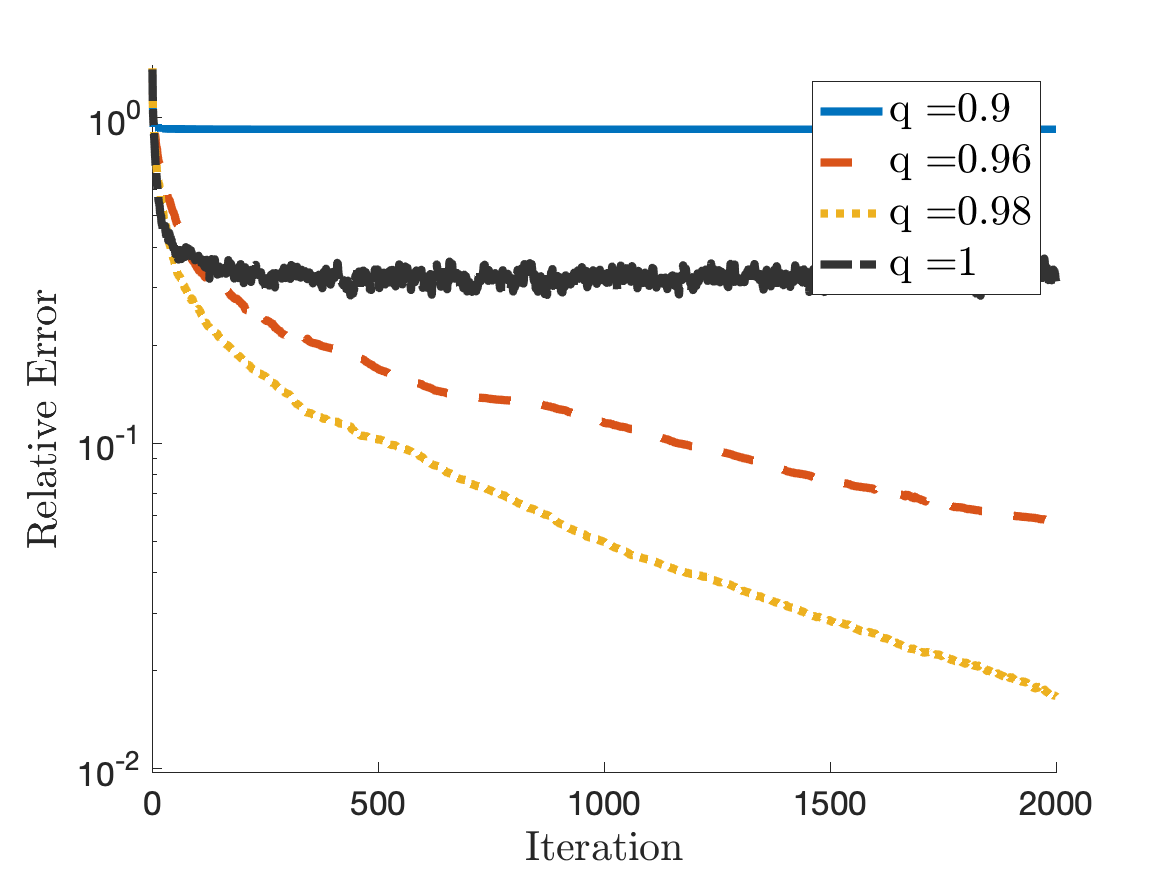 10^0
10^-1
10^-2
Relative Error
q =0.9
q =0.96
q =0.98
q =1
0 500 1000 1500 2000
Iteration